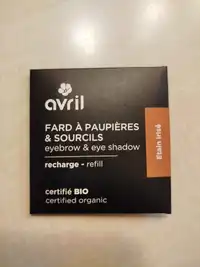 avril
FARD À PAUPIÈRES
& SOURCILS
eyebrow & eye shadow
recharge - refill
certifié BIO
certified organic
Etain irisé